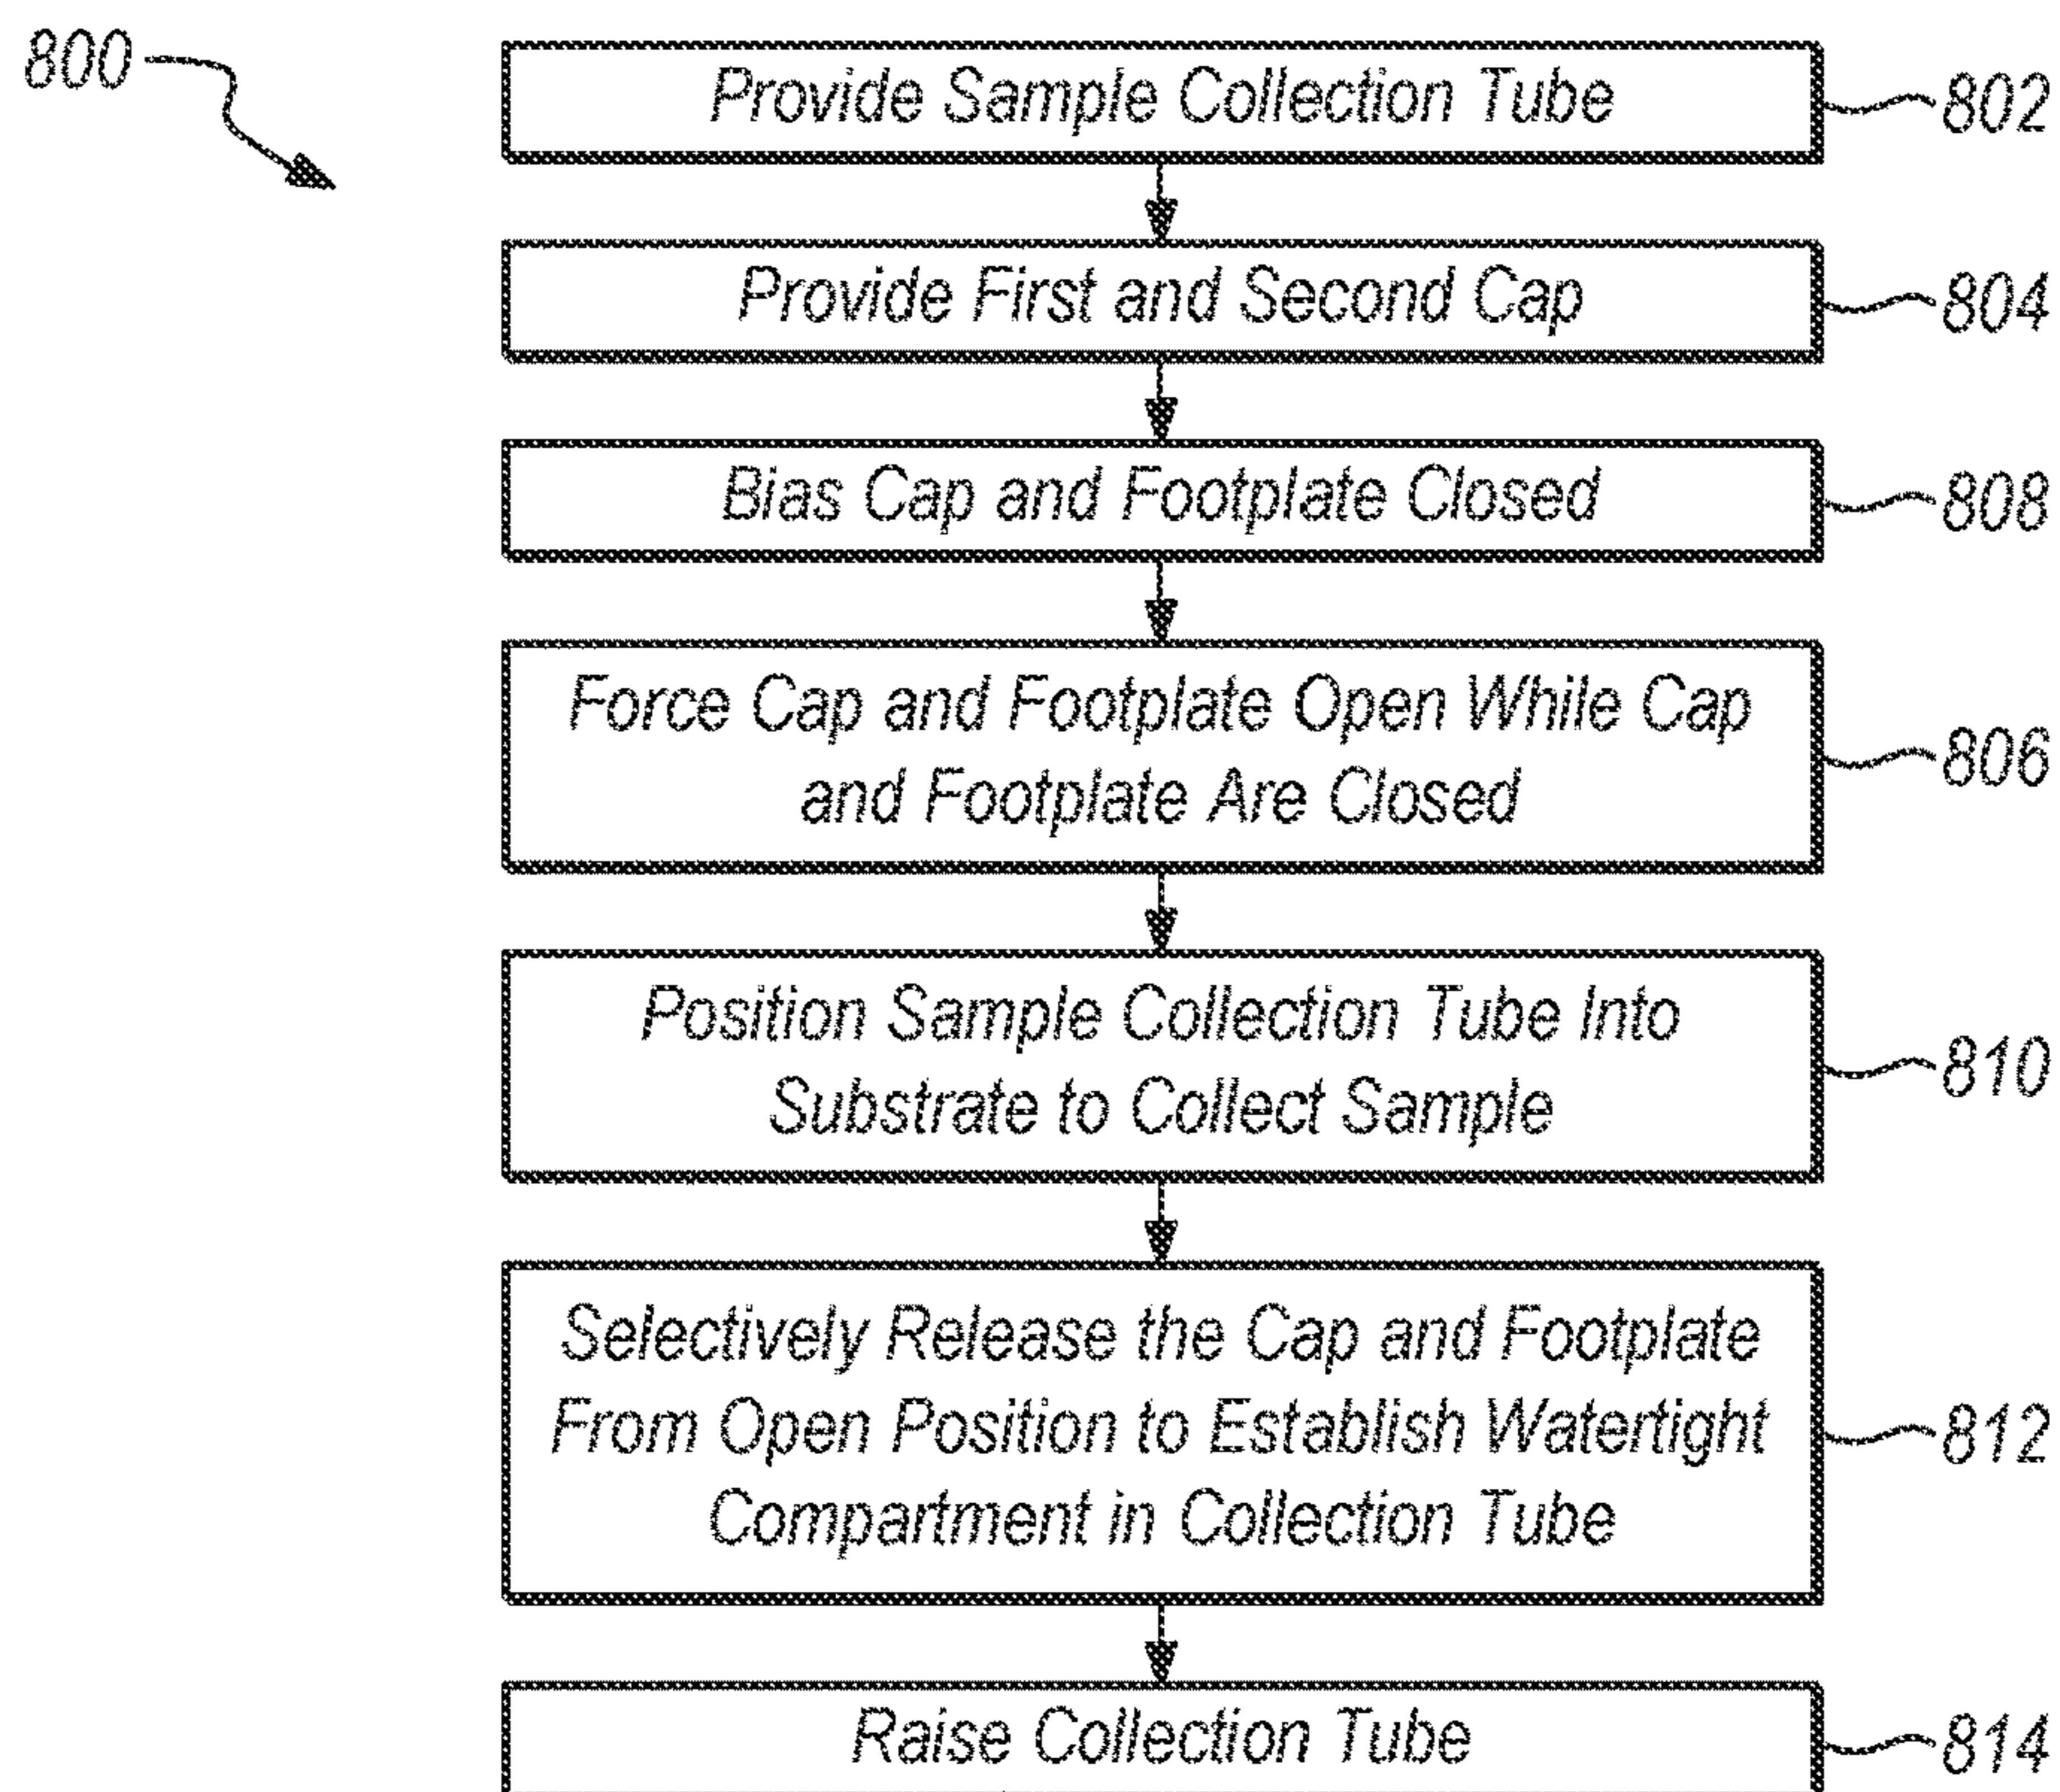 800
Provide Sample Collection Tube
802
Provide First and Second Cap
804
Bias Cap and Footplate Closed
808
Force Cap and Footplate Open While Cap
and Footplate Are Closed
806
Position Sample Collection Tube Into
Substrate to Collect Sample
810
Selectively Release the Cap and Footplate
From Open Position to Establish Watertight
Compartment in Collection Tube
812
Raise Collection Tube
814